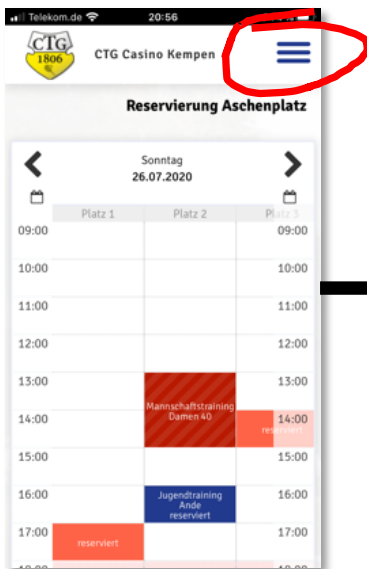 Telekom.de 20:56
CTG
1806
CTG Casino Kempen
Reservierung Aschenplatz
Sonntag
26.07.2020
Platz 1 Platz 2 Platz 3
09:00 09:00
10:00 10:00
11:00 11:00
12:00 12:00
13:00 13:00
Mannschaftstraining
Damen 40
14:00 14:00
reserviert
15:00 15:00
16:00 Jugendtraining 16:00
Ande
reserviert
17:00 17:00
reserviert